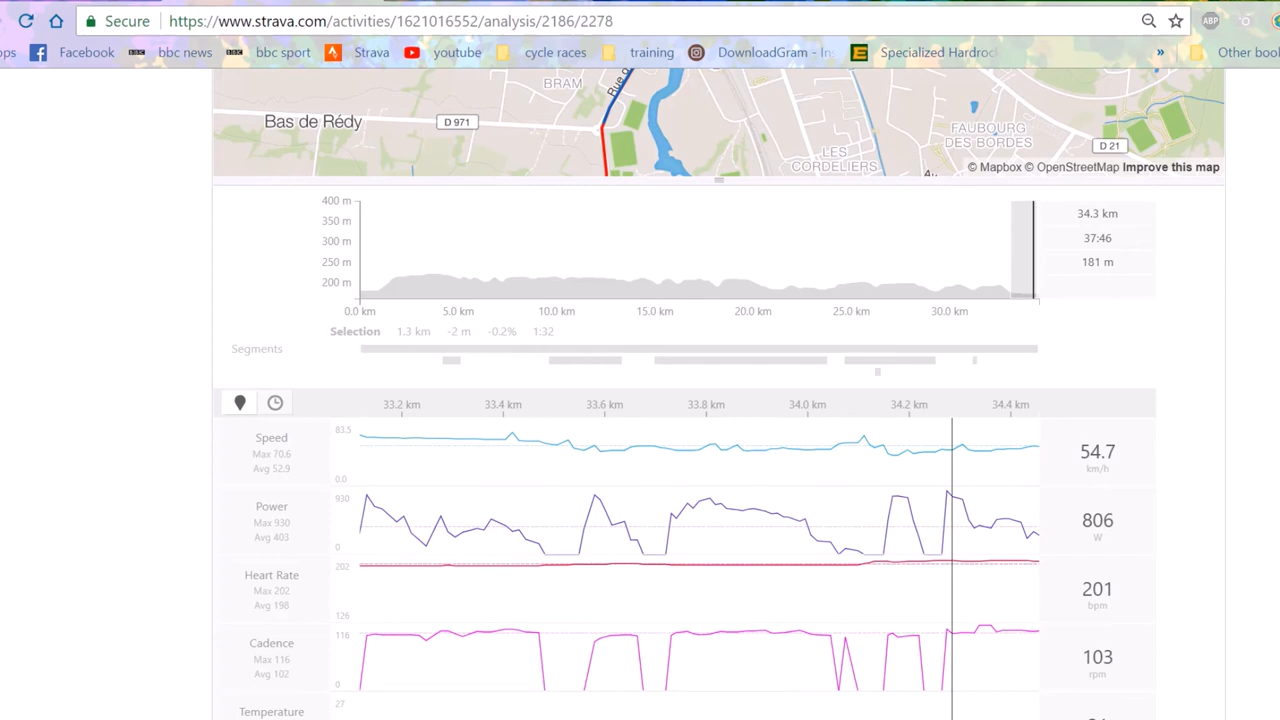 Secure https://www.strava.com/activities/1621016552/analysis/2186/2278
ABP
Facebook bbc news bbc sport Strava youtube cycle races training DownloadGram - In Specialized Hardroc » Other boo
BRAM
Rue
Bas de Rédy
D 971
FAUBOURG
DES BORDES
D 21
LES
CORDELIERS
© Mapbox © OpenStreetMap Improve this map
400 m
350 m
300 m
250 m
200 m
34.3 km
37:46
181 m
0.0 km 5.0 km 10.0 km 15.0 km 20.0 km 25.0 km 30.0 km
Selection 1.3 km -2 m -0.2% 1:32
Segments
33.2 km 33.4 km 33.6 km 33.8 km 34.0 km 34.2 km 34.4 km
Speed
Max 70.6
Avg 52.9
83.5
0.0
54.7
km/h
Power
Max 930
Avg 403
930
0
806
W
Heart Rate
Max 202
Avg 198
202
126
201
bpm
Cadence
Max 116
Avg 102
116
0
103
rpm
Temperature
27